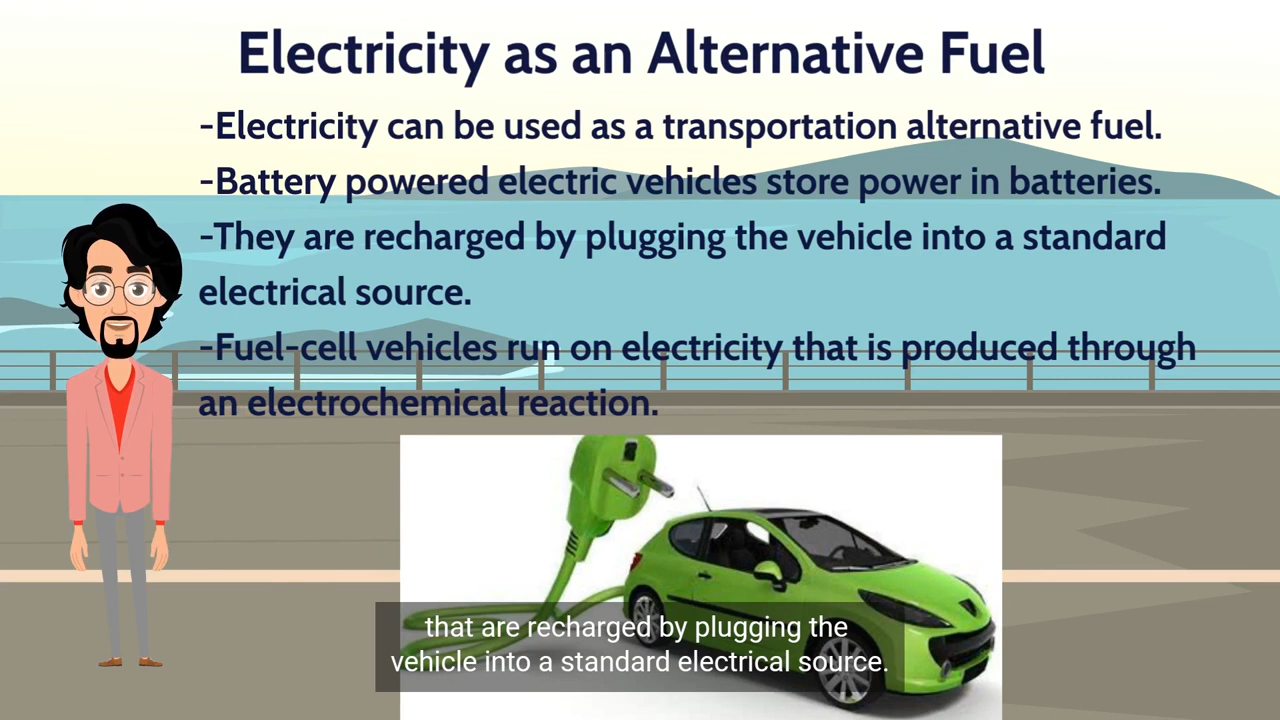 Electricity as an Alternative Fuel
-Electricity can be used as a transportation alternative fuel.
-Battery powered electric vehicles store power in batteries.
-They are recharged by plugging the vehicle into a standard
electrical source.
-Fuel-cell vehicles run on electricity that is produced through
an electrochemical reaction.
that are recharged by plugging the
vehicle into a standard electrical source.